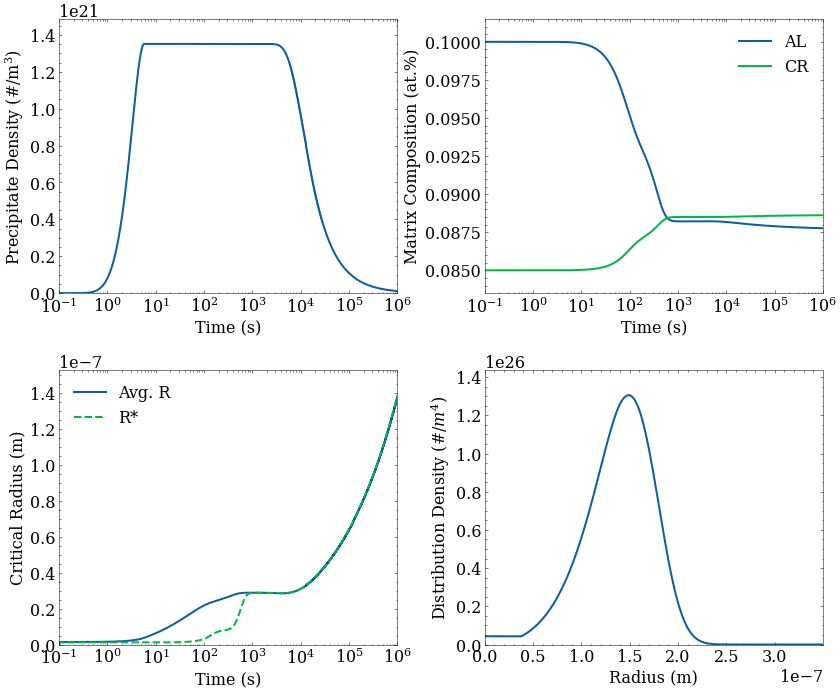 1e21
Precipitate Density (#/m³)
1.4
1.2
1.0
0.8
0.6
0.4
0.2
0.0
10⁻¹ 10⁰ 10¹ 10² 10³ 10⁴ 10⁵ 10⁶
Time (s)
Matrix Composition (at.%)
0.1000
0.0975
0.0950
0.0925
0.0900
0.0875
0.0850
AL
CR
10⁻¹ 10⁰ 10¹ 10² 10³ 10⁴ 10⁵ 10⁶
Time (s)
1e−7
Critical Radius (m)
1.4
1.2
1.0
0.8
0.6
0.4
0.2
0.0
Avg. R
R*
10⁻¹ 10⁰ 10¹ 10² 10³ 10⁴ 10⁵ 10⁶
Time (s)
1e26
Distribution Density (#/m⁴)
1.4
1.2
1.0
0.8
0.6
0.4
0.2
0.0
0.0 0.5 1.0 1.5 2.0 2.5 3.0
Radius (m)
1e−7